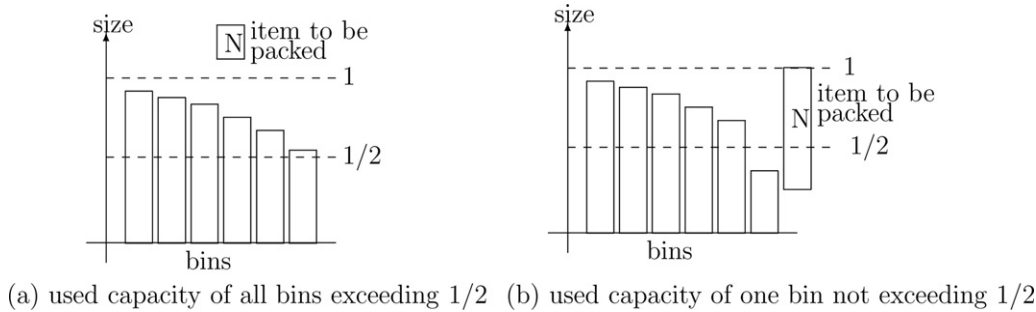 size
N item to be
packed
1
1/2
bins
(a) used capacity of all bins exceeding 1/2
size
1
item to be
packed
N
1/2
bins
(b) used capacity of one bin not exceeding 1/2